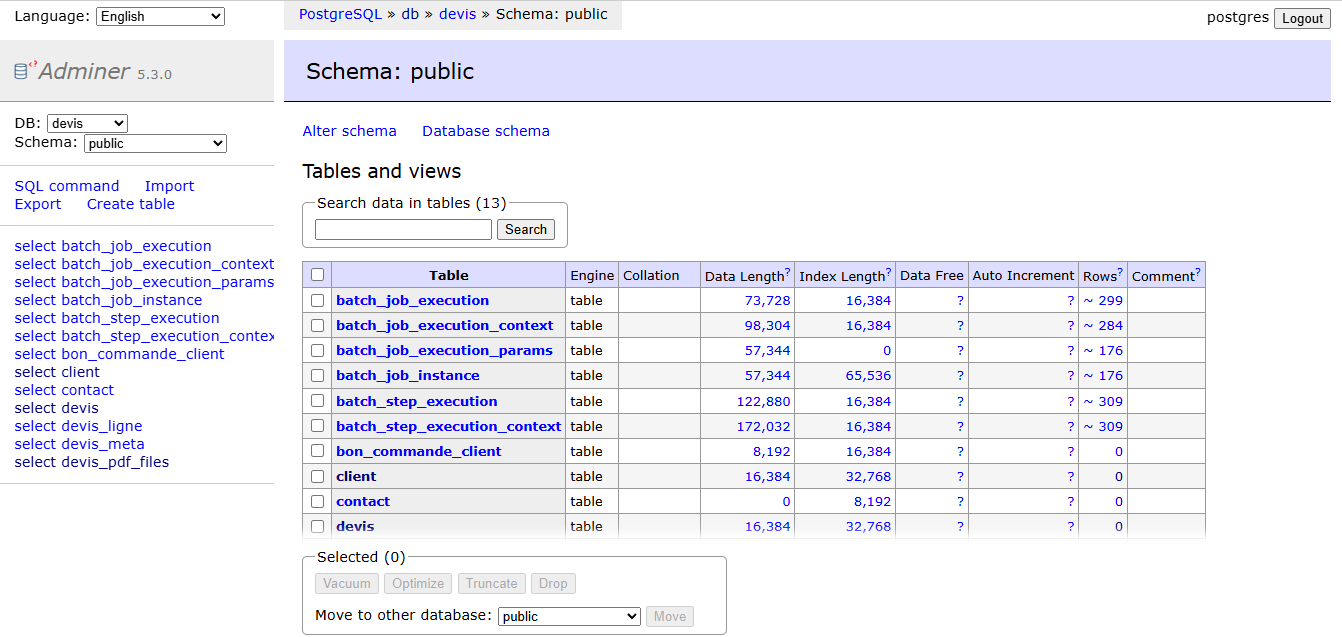 Language: English
PostgreSQL » db » devis » Schema: public
postgres Logout
Adminer 5.3.0
Schema: public
DB: devis
Schema: public
Alter schema Database schema
SQL command Import
Export Create table
Tables and views
Search data in tables (13)
Search
select batch_job_execution
select batch_job_execution_context
select batch_job_execution_params
select batch_job_instance
select batch_step_execution
select batch_step_execution_contex
select bon_commande_client
select client
select contact
select devis
select devis_ligne
select devis_meta
select devis_pdf_files
Table Engine Collation Data Length? Index Length? Data Free Auto Increment Rows? Comment?
batch_job_execution table 73,728 16,384 ? ? ~ 299
batch_job_execution_context table 98,304 16,384 ? ? ~ 284
batch_job_execution_params table 57,344 0 ? ? ~ 176
batch_job_instance table 57,344 65,536 ? ? ~ 176
batch_step_execution table 122,880 16,384 ? ? ~ 309
batch_step_execution_context table 172,032 16,384 ? ? ~ 309
bon_commande_client table 8,192 16,384 ? ? 0
client table 16,384 32,768 ? ? 0
contact table 0 8,192 ? ? 0
devis table 16,384 32,768 ? ? 0
Selected (0)
Vacuum Optimize Truncate Drop
Move to other database: public Move